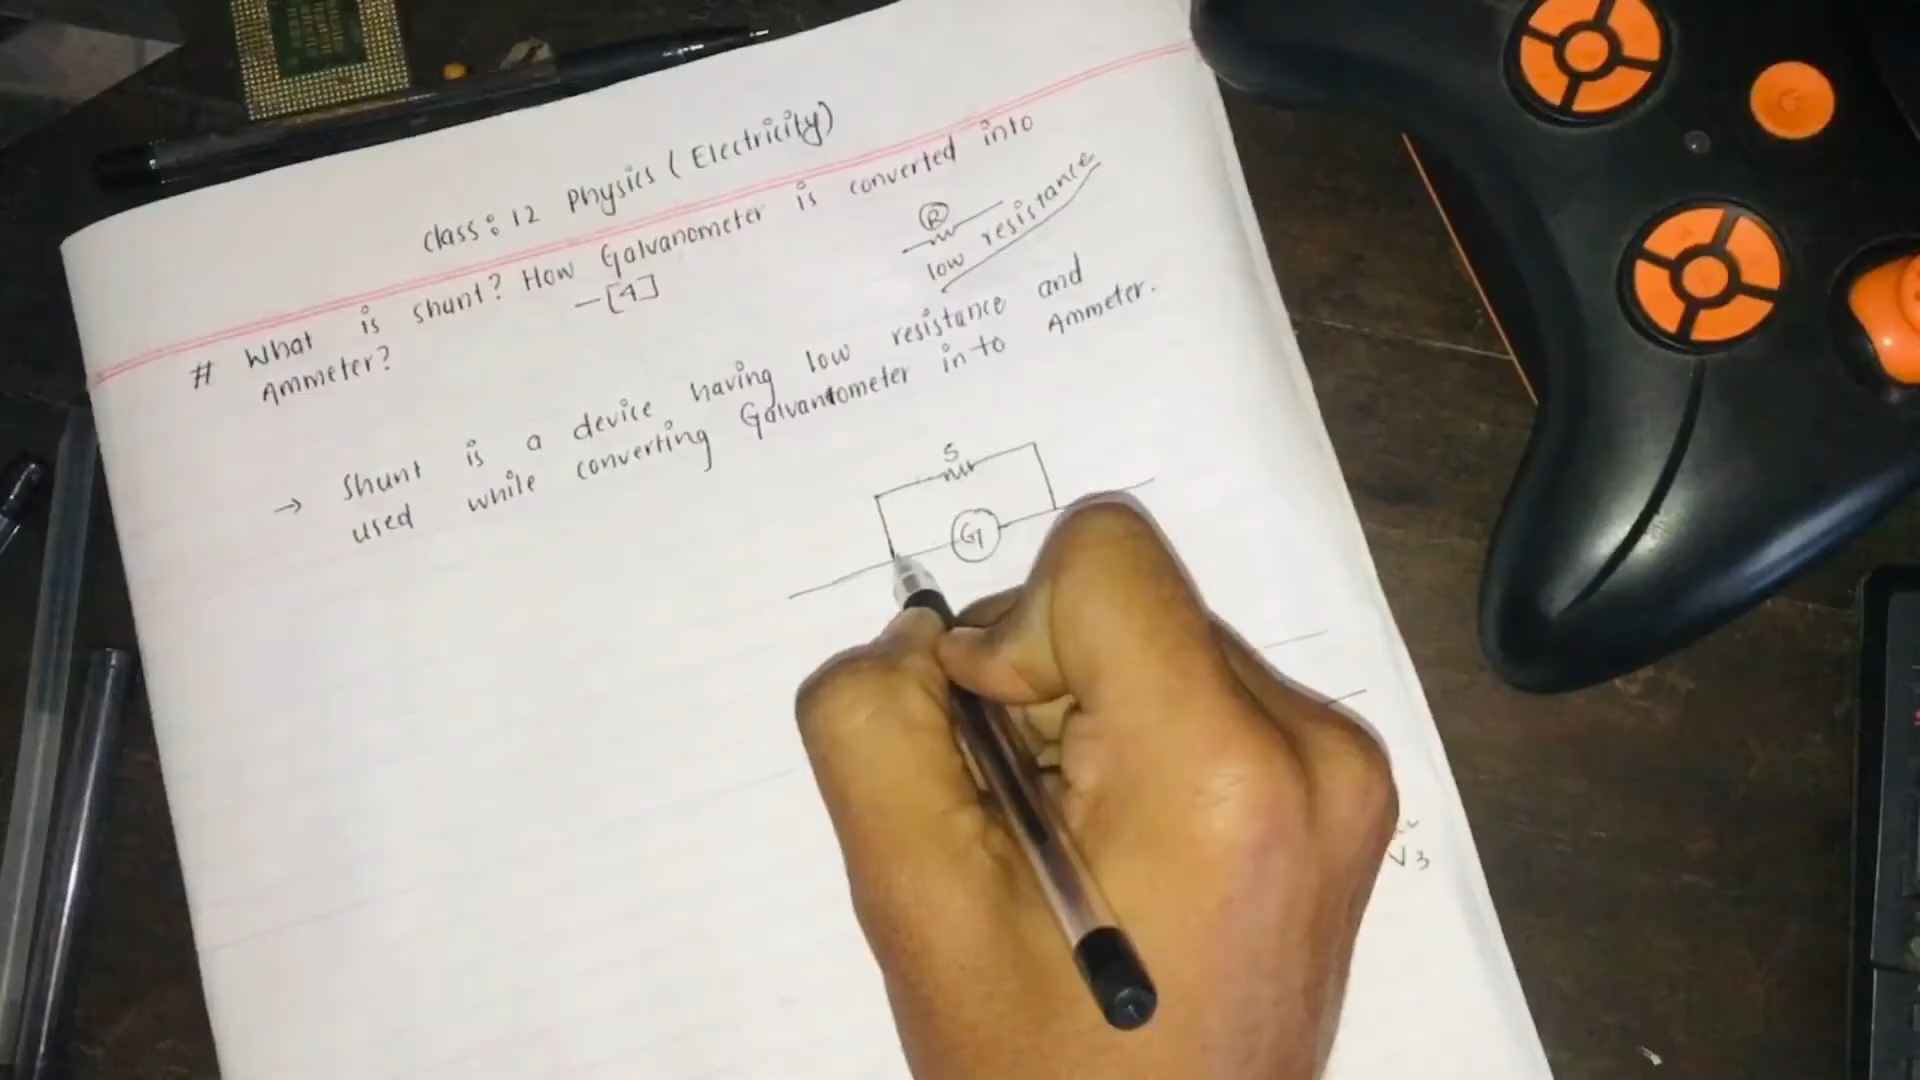 class: 12 Physics (Electricity)
# What is shunt? How Galvanometer is converted into
Ammeter? -[4]
R
low resistance
→ Shunt is a device having low resistance and
used while converting Galvanometer into Ammeter.
S
G
V3